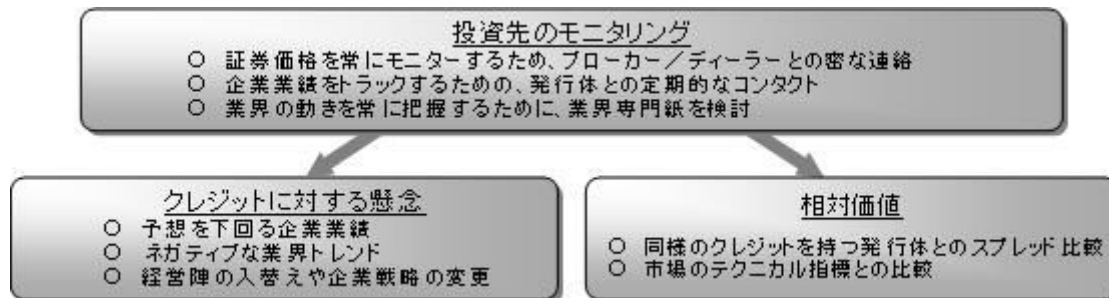 投資先のモニタリング
○ 証券価格を常にモニターするため、ブローカー／ディーラーとの密な連絡
○ 企業業績をトラックするための、発行体との定期的なコンタクト
○ 業界の動きを常に把握するために、業界専門紙を検討
クレジットに対する懸念
○ 予想を下回る企業業績
○ ネガティブな業界トレンド
○ 経営陣の入替えや企業戦略の変更
相対価値
○ 同様のクレジットを持つ発行体とのスプレッド比較
○ 市場のテクニカル指標との比較